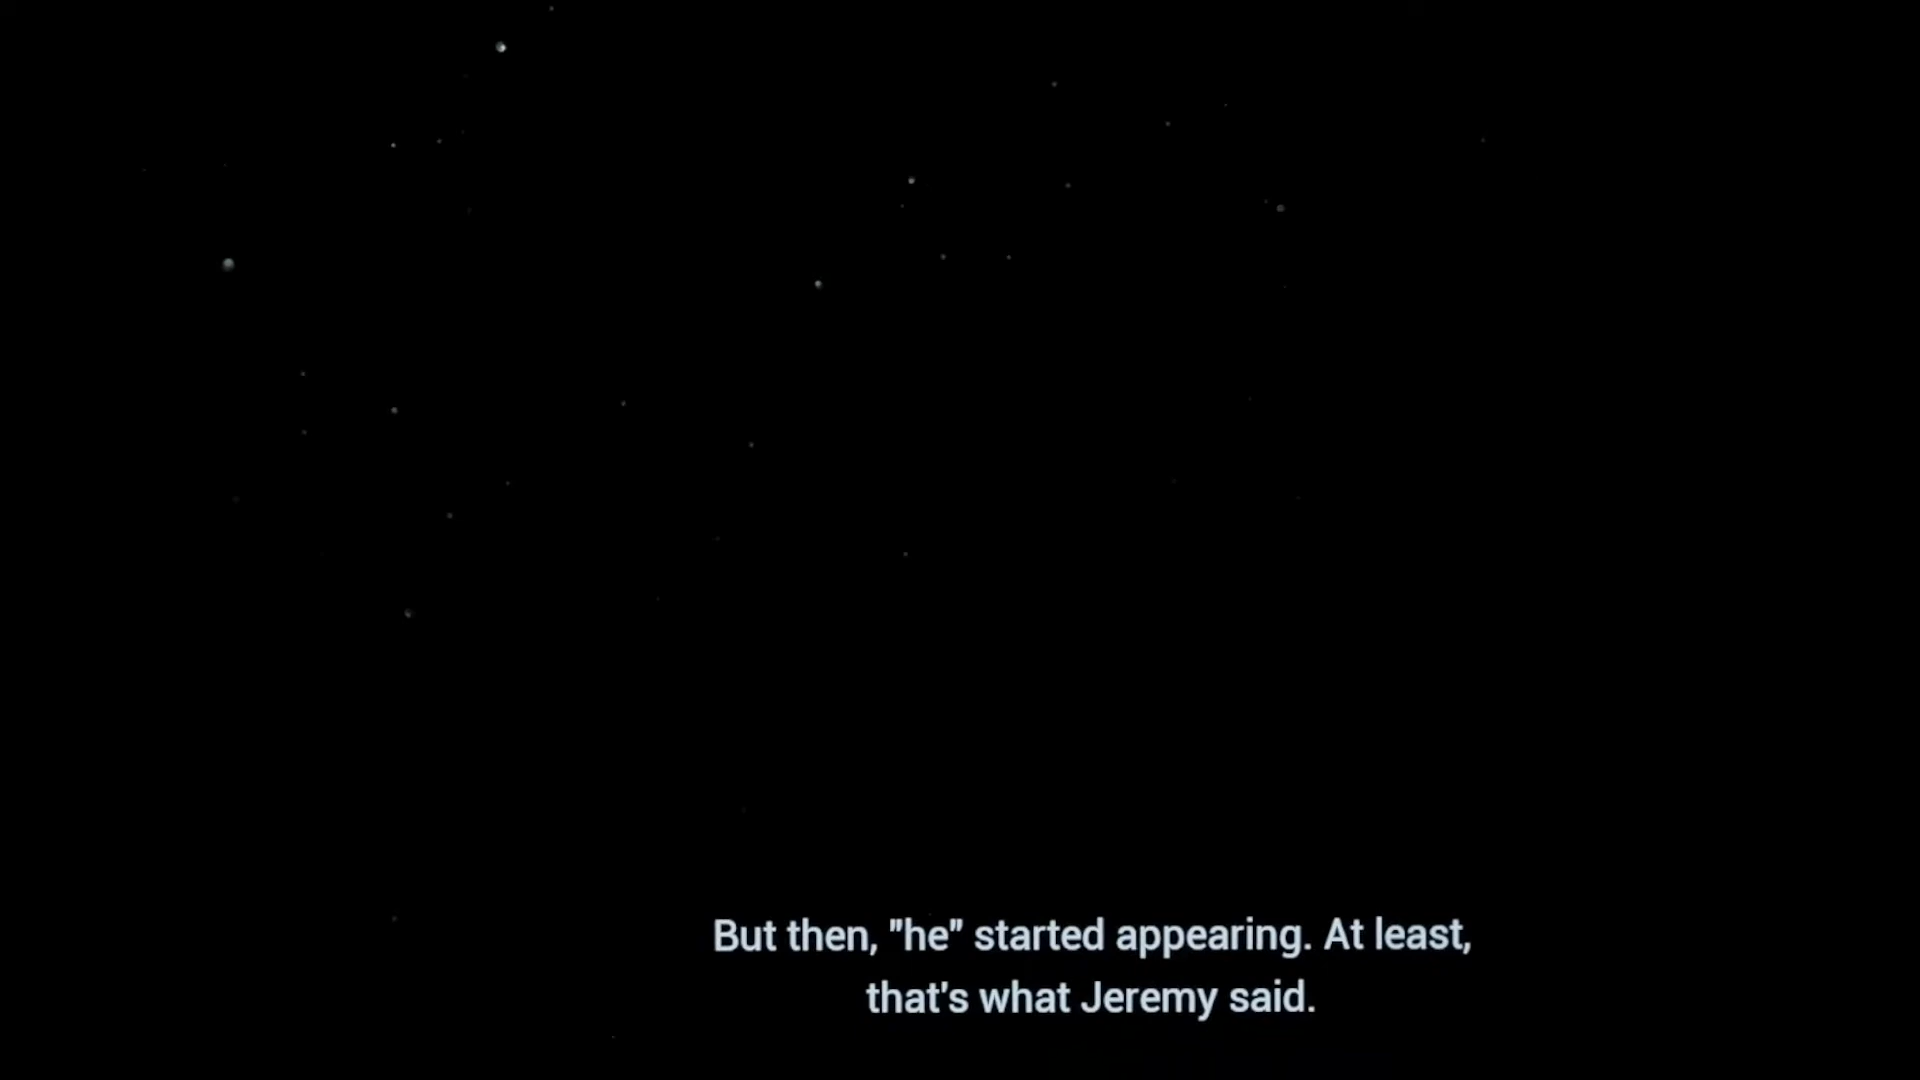 But then, "he" started appearing. At least,
that's what Jeremy said.